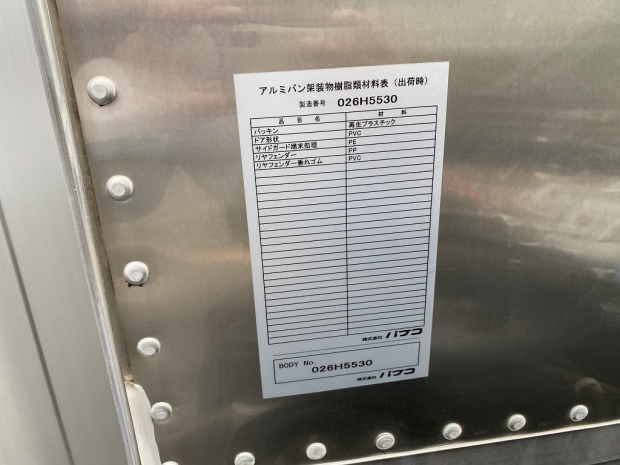 アルミバン架装物樹脂類材料表（出荷時）
製造番号 026H5530
品目名 材料
パッキン 再生プラスチック
ドア形状 PVC
サイドガード端末処理 PE
リヤフェンダー PP
リヤフェンダー垂れゴム PVC
株式会社 パブコ
BODY No. 026H5530
株式会社 パブコ